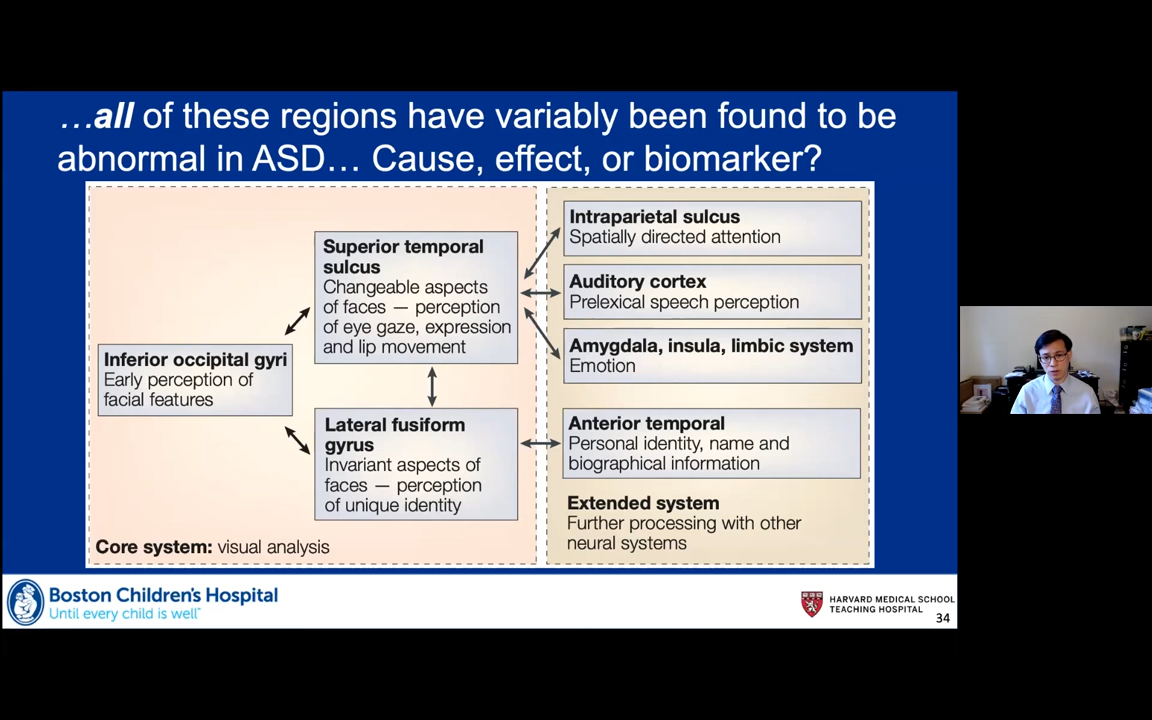 …all of these regions have variably been found to be
abnormal in ASD… Cause, effect, or biomarker?
Inferior occipital gyri
Early perception of
facial features
Superior temporal
sulcus
Changeable aspects
of faces — perception
of eye gaze, expression
and lip movement
Lateral fusiform
gyrus
Invariant aspects of
faces — perception
of unique identity
Core system: visual analysis
Intraparietal sulcus
Spatially directed attention
Auditory cortex
Prelexical speech perception
Amygdala, insula, limbic system
Emotion
Anterior temporal
Personal identity, name and
biographical information
Extended system
Further processing with other
neural systems
Boston Children's Hospital
Until every child is well™
HARVARD MEDICAL SCHOOL
TEACHING HOSPITAL
34